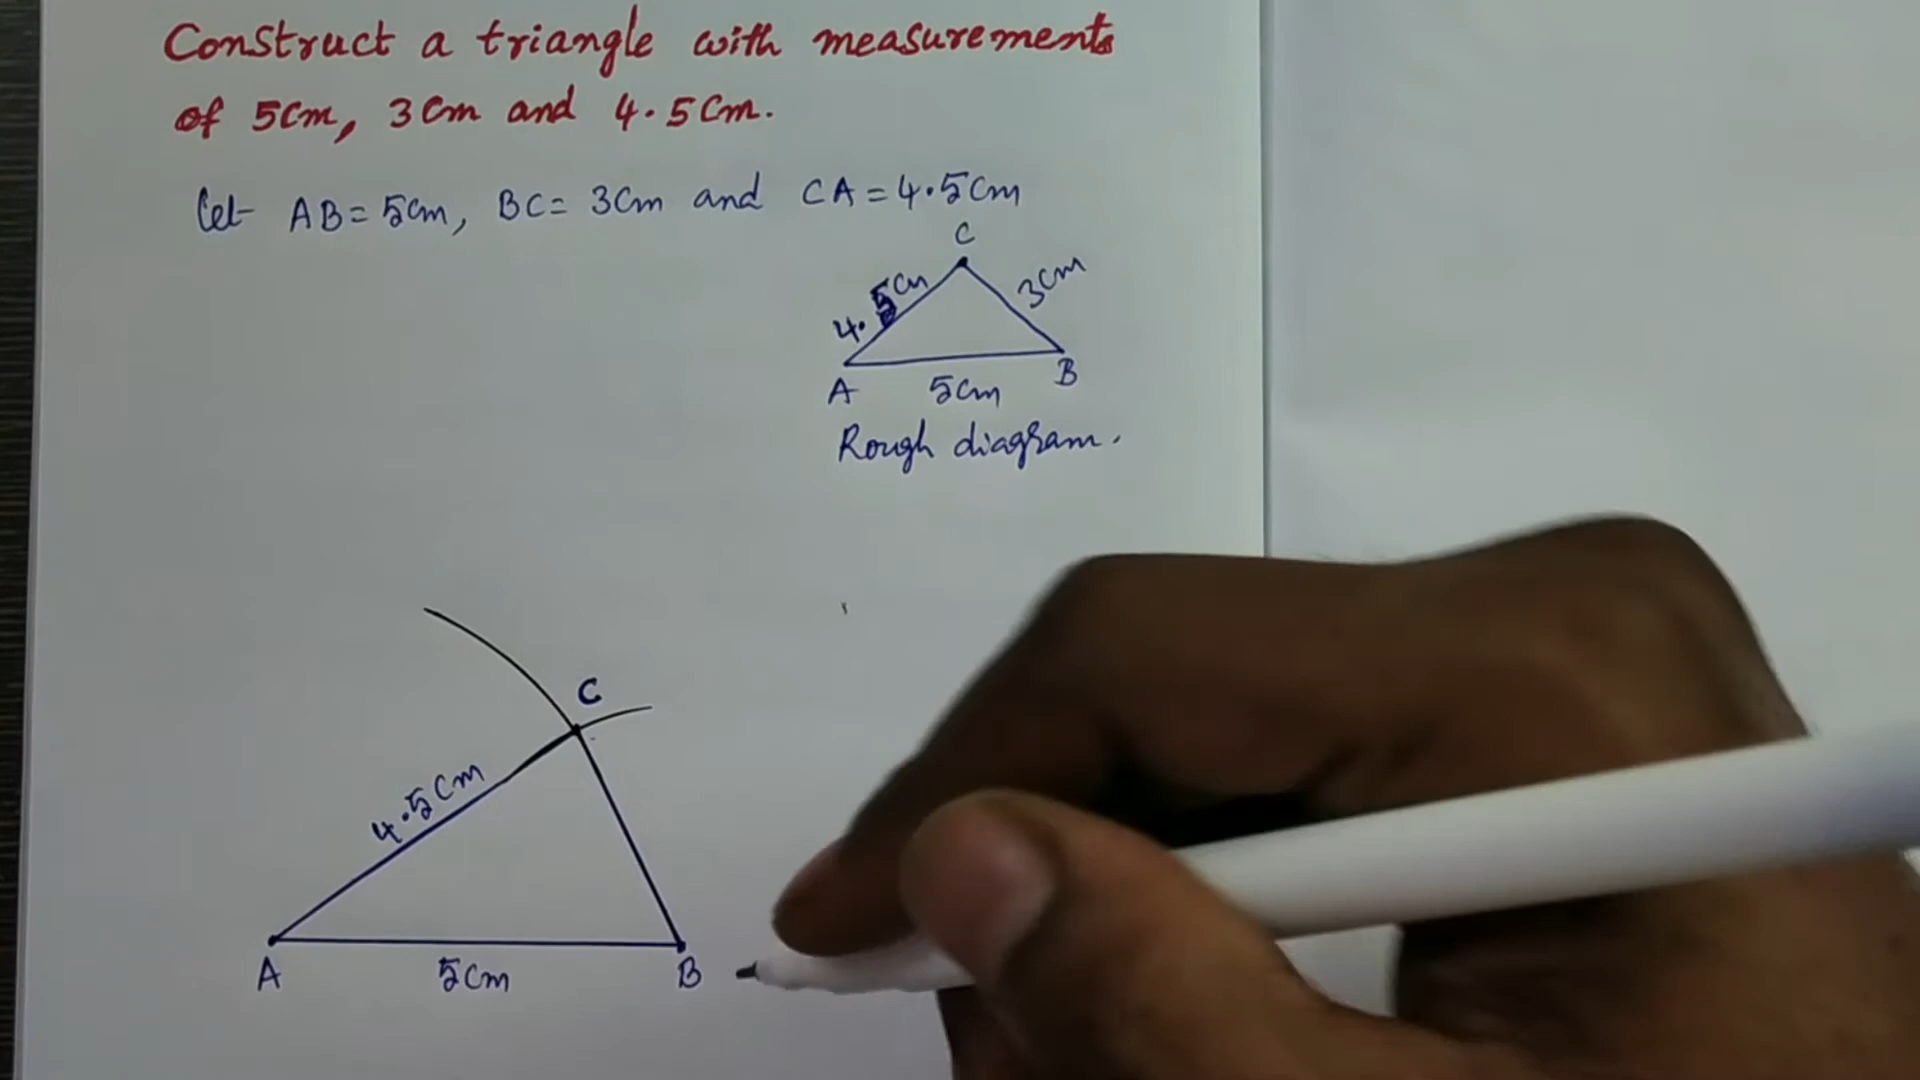 Construct a triangle with measurements
of 5cm, 3cm and 4.5cm.
Let AB = 5cm, BC = 3cm and CA = 4.5cm
C
4.5cm
3cm
A
5cm
B
Rough diagram.
C
4.5cm
A
5cm
B